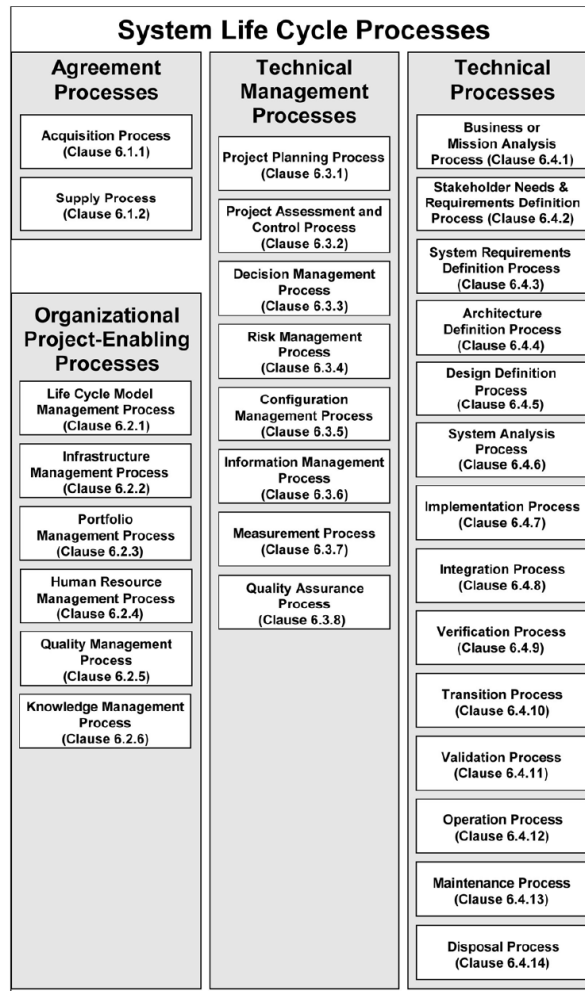 System Life Cycle Processes
Agreement
Processes
Acquisition Process
(Clause 6.1.1)
Supply Process
(Clause 6.1.2)
Organizational
Project-Enabling
Processes
Life Cycle Model
Management Process
(Clause 6.2.1)
Infrastructure
Management Process
(Clause 6.2.2)
Portfolio
Management Process
(Clause 6.2.3)
Human Resource
Management Process
(Clause 6.2.4)
Quality Management
Process
(Clause 6.2.5)
Knowledge Management
Process
(Clause 6.2.6)
Technical
Management
Processes
Project Planning Process
(Clause 6.3.1)
Project Assessment and
Control Process
(Clause 6.3.2)
Decision Management
Process
(Clause 6.3.3)
Risk Management
Process
(Clause 6.3.4)
Configuration
Management Process
(Clause 6.3.5)
Information Management
Process
(Clause 6.3.6)
Measurement Process
(Clause 6.3.7)
Quality Assurance
Process
(Clause 6.3.8)
Technical
Processes
Business or
Mission Analysis
Process (Clause 6.4.1)
Stakeholder Needs &
Requirements Definition
Process (Clause 6.4.2)
System Requirements
Definition Process
(Clause 6.4.3)
Architecture
Definition Process
(Clause 6.4.4)
Design Definition
Process
(Clause 6.4.5)
System Analysis
Process
(Clause 6.4.6)
Implementation Process
(Clause 6.4.7)
Integration Process
(Clause 6.4.8)
Verification Process
(Clause 6.4.9)
Transition Process
(Clause 6.4.10)
Validation Process
(Clause 6.4.11)
Operation Process
(Clause 6.4.12)
Maintenance Process
(Clause 6.4.13)
Disposal Process
(Clause 6.4.14)